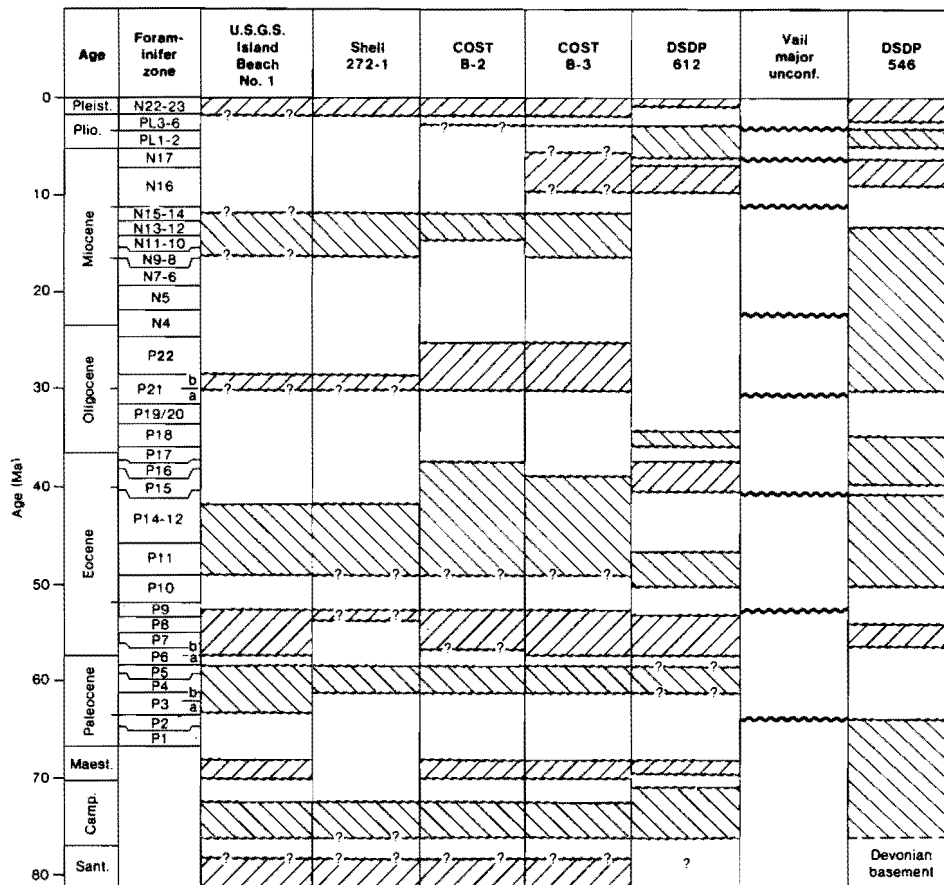 Age
Foram-
inifer
zone
U.S.G.S.
Island
Beach
No. 1
Shell
272-1
COST
B-2
COST
B-3
DSDP
612
Vail
major
unconf.
DSDP
546
Age (Ma)
0
10
20
30
40
50
60
70
80
Pleist.
Plio.
Miocene
Oligocene
Eocene
Paleocene
Maest.
Camp.
Sant.
N22-23
PL3-6
PL1-2
N17
N16
N15-14
N13-12
N11-10
N9-8
N7-6
N5
N4
P22
P21 b
a
P19/20
P18
P17
P16
P15
P14-12
P11
P10
P9
P8
P7
P6 b
a
P5
P4
P3 b
a
P2
P1
? ?
? ?
? ?
? ?
? ?
? ?
? ? ? ?
? ? ? ? ? ?
? ?
? ?
? ?
? ?
? ?
? ? ? ? ? ?
?
Devonian
basement